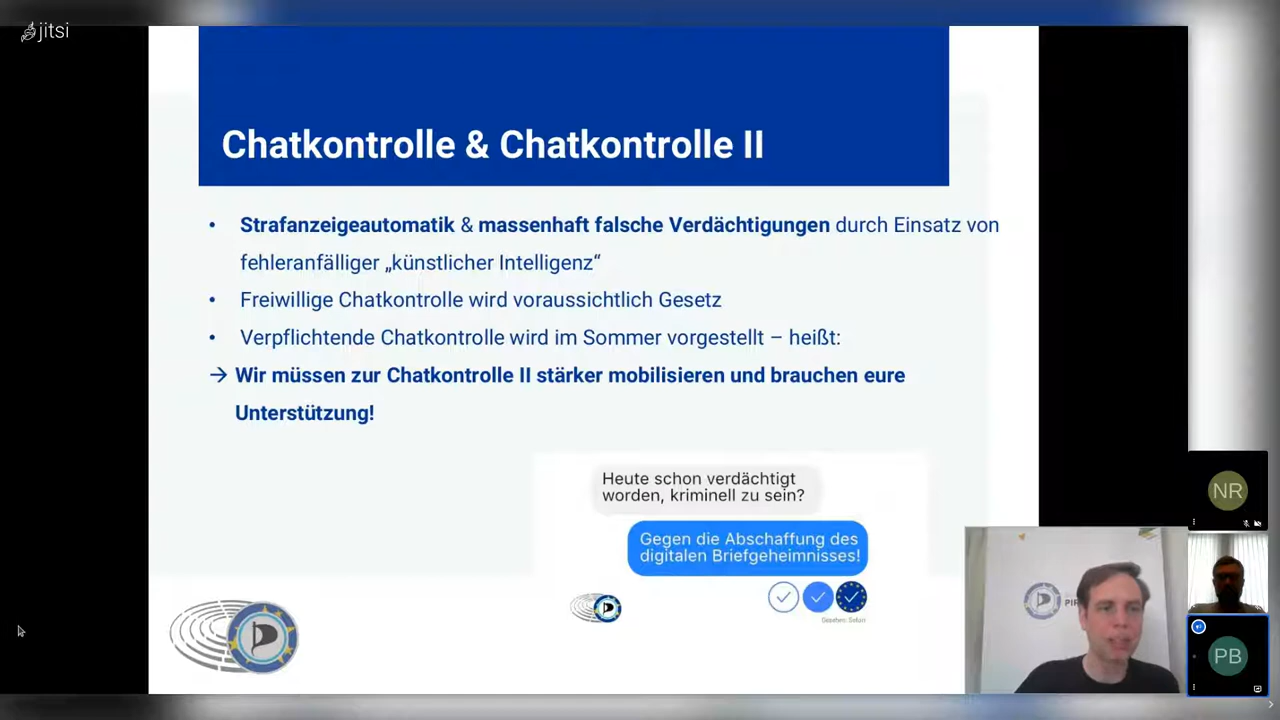 jitsi
Chatkontrolle & Chatkontrolle II
• Strafanzeigeautomatik & massenhaft falsche Verdächtigungen durch Einsatz von
fehleranfälliger „künstlicher Intelligenz“
• Freiwillige Chatkontrolle wird voraussichtlich Gesetz
• Verpflichtende Chatkontrolle wird im Sommer vorgestellt – heißt:
→ Wir müssen zur Chatkontrolle II stärker mobilisieren und brauchen eure
Unterstützung!
Heute schon verdächtigt
worden, kriminell zu sein?
Gegen die Abschaffung des
digitalen Briefgeheimnisses!
NR
PB